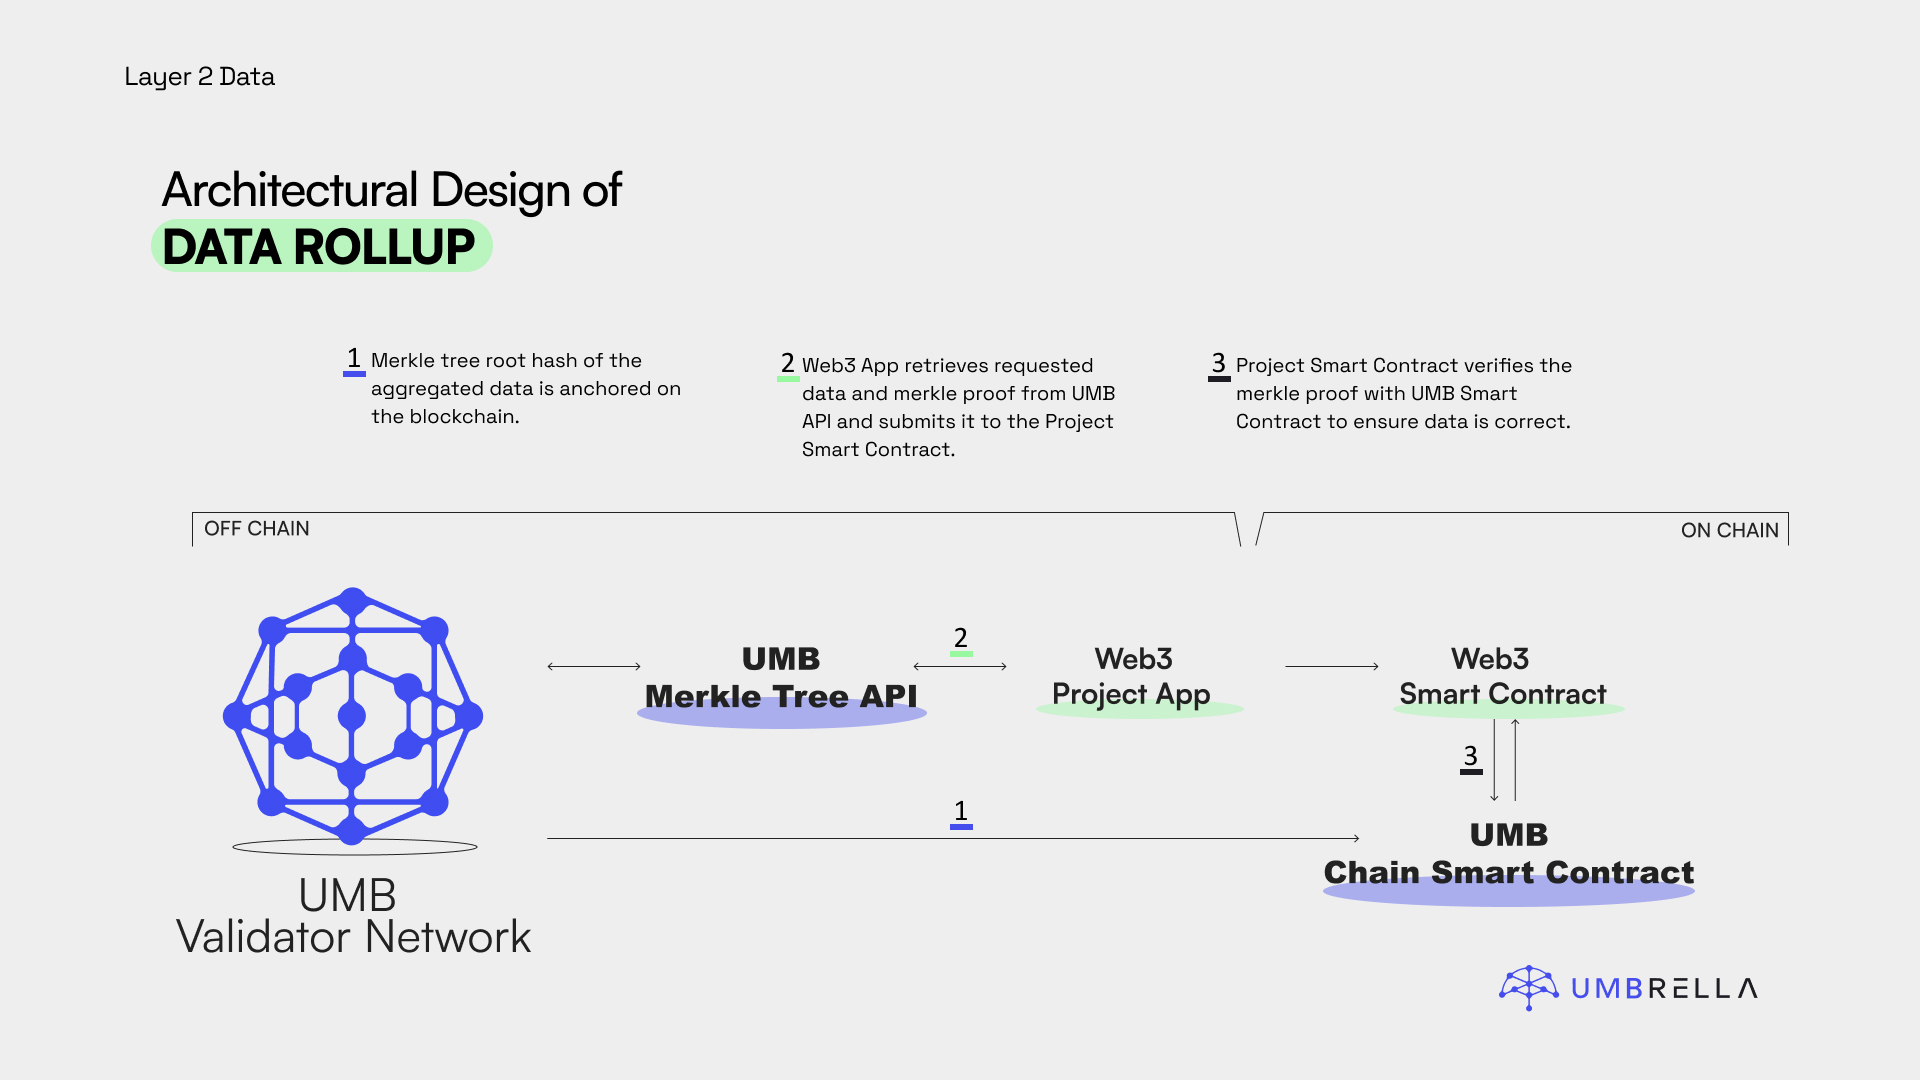 Layer 2 Data
Architectural Design of
DATA ROLLUP
1
Merkle tree root hash of the
aggregated data is anchored on
the blockchain.
2
Web3 App retrieves requested
data and merkle proof from UMB
API and submits it to the Project
Smart Contract.
3
Project Smart Contract verifies the
merkle proof with UMB Smart
Contract to ensure data is correct.
OFF CHAIN
ON CHAIN
UMB
Merkle Tree API
2
Web3
Project App
Web3
Smart Contract
3
1
UMB
Chain Smart Contract
UMB
Validator Network
UMBRELLA